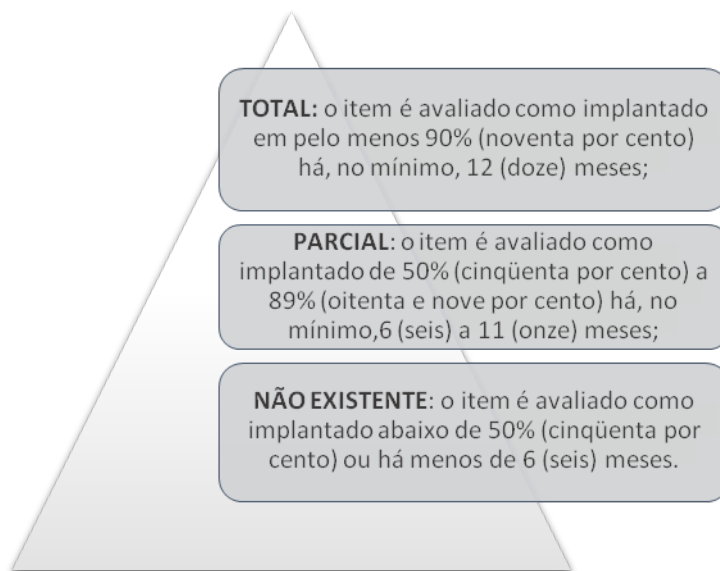 TOTAL: o item é avaliado como implantado
em pelo menos 90% (noventa por cento)
há, no mínimo, 12 (doze) meses;
PARCIAL: o item é avaliado como
implantado de 50% (cinqüenta por cento) a
89% (oitenta e nove por cento) há, no
mínimo,6 (seis) a 11 (onze) meses;
NÃO EXISTENTE: o item é avaliado como
implantado abaixo de 50% (cinqüenta por
cento) ou há menos de 6 (seis) meses.